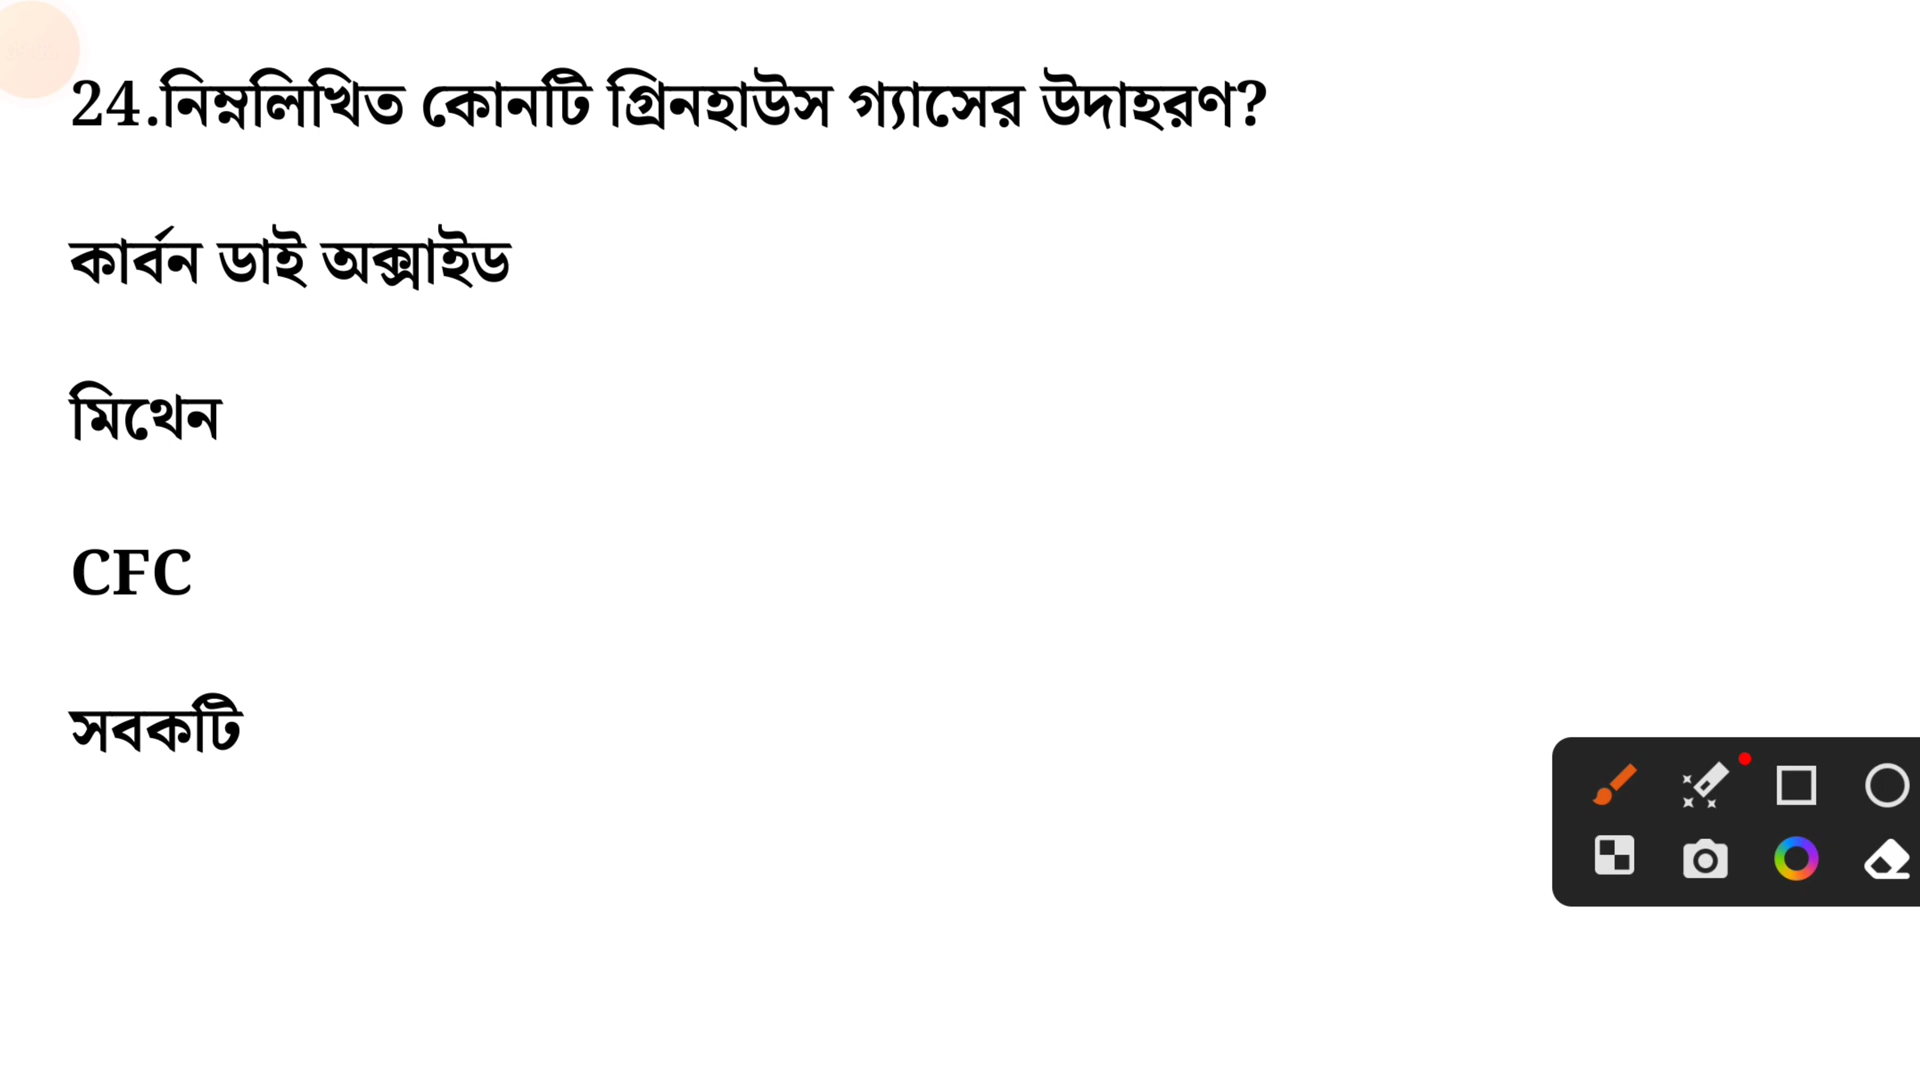 24.নিম্নলিখিত কোনটি গ্রিনহাউস গ্যাসের উদাহরণ?
কার্বন ডাই অক্সাইড
মিথেন
CFC
সবকটি